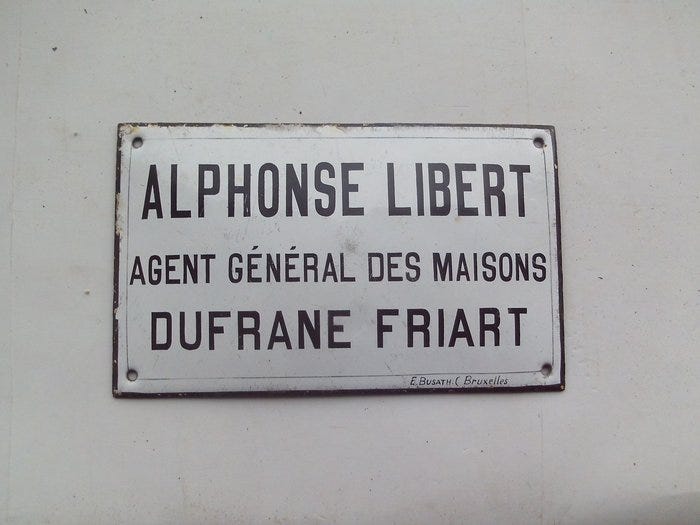 ALPHONSE LIBERT
AGENT GÉNÉRAL DES MAISONS
DUFRANE FRIART
E. BUSATH. Bruxelles